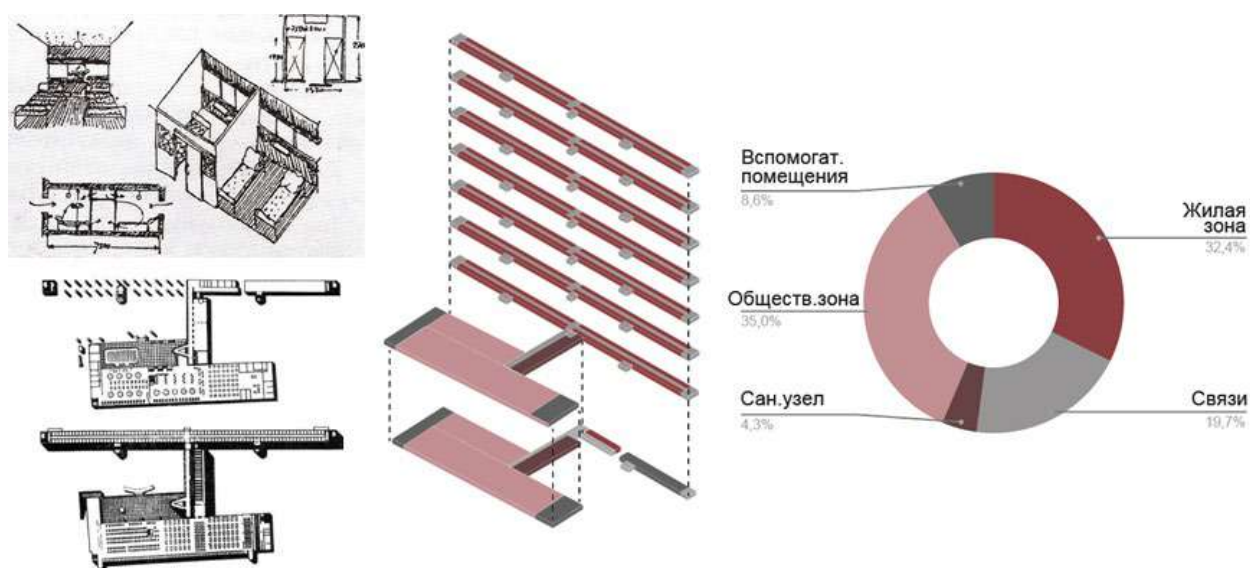 Вспомогат.
помещения
8,6%
Жилая
зона
32,4%
Обществ.зона
35,0%
Сан.узел
4,3%
Связи
19,7%